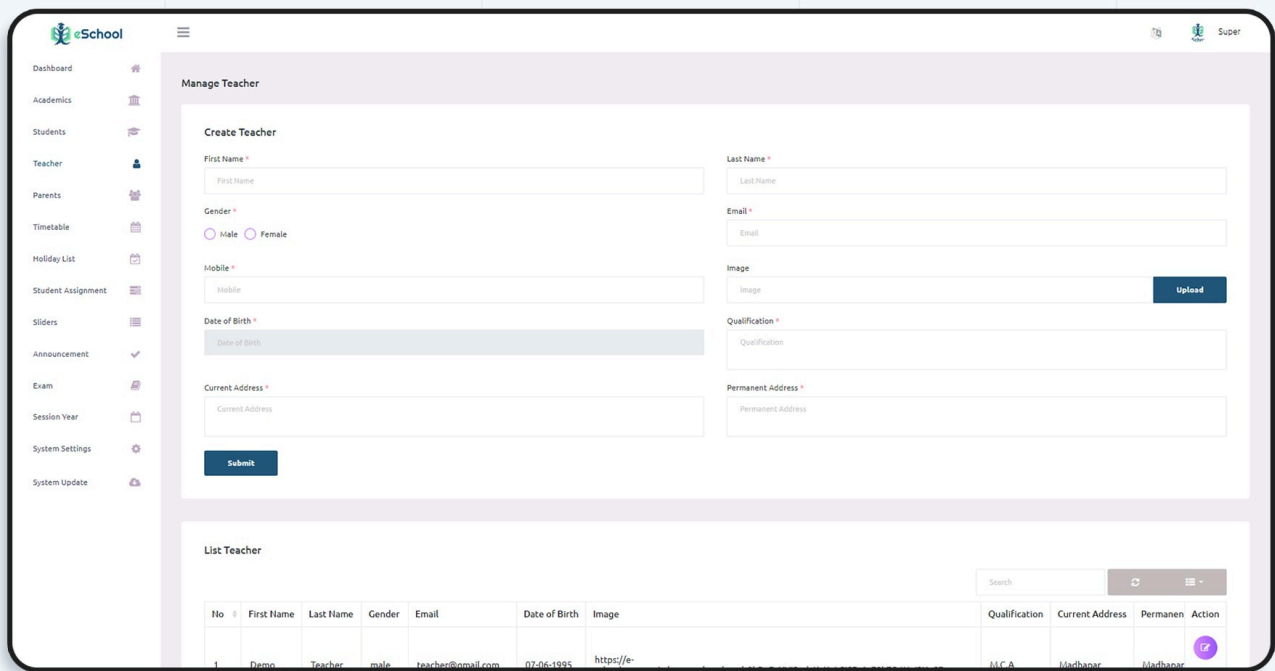 eSchool
Super
Dashboard
Academics
Students
Teacher
Parents
Timetable
Holiday List
Student Assignment
Sliders
Announcement
Exam
Session Year
System Settings
System Update
Manage Teacher
Create Teacher
First Name * Last Name *
First Name Last Name
Gender * Email *
Male Female Email
Mobile * Image
Mobile Image Upload
Date of Birth * Qualification *
Date of Birth Qualification
Current Address * Permanent Address *
Current Address Permanent Address
Submit
List Teacher
Search
No First Name Last Name Gender Email Date of Birth Image Qualification Current Address Permanen Action
https://e-
1 Demo Teacher male teacher@gmail.com 07-06-1995 M.C.A Madhapar Madhapar